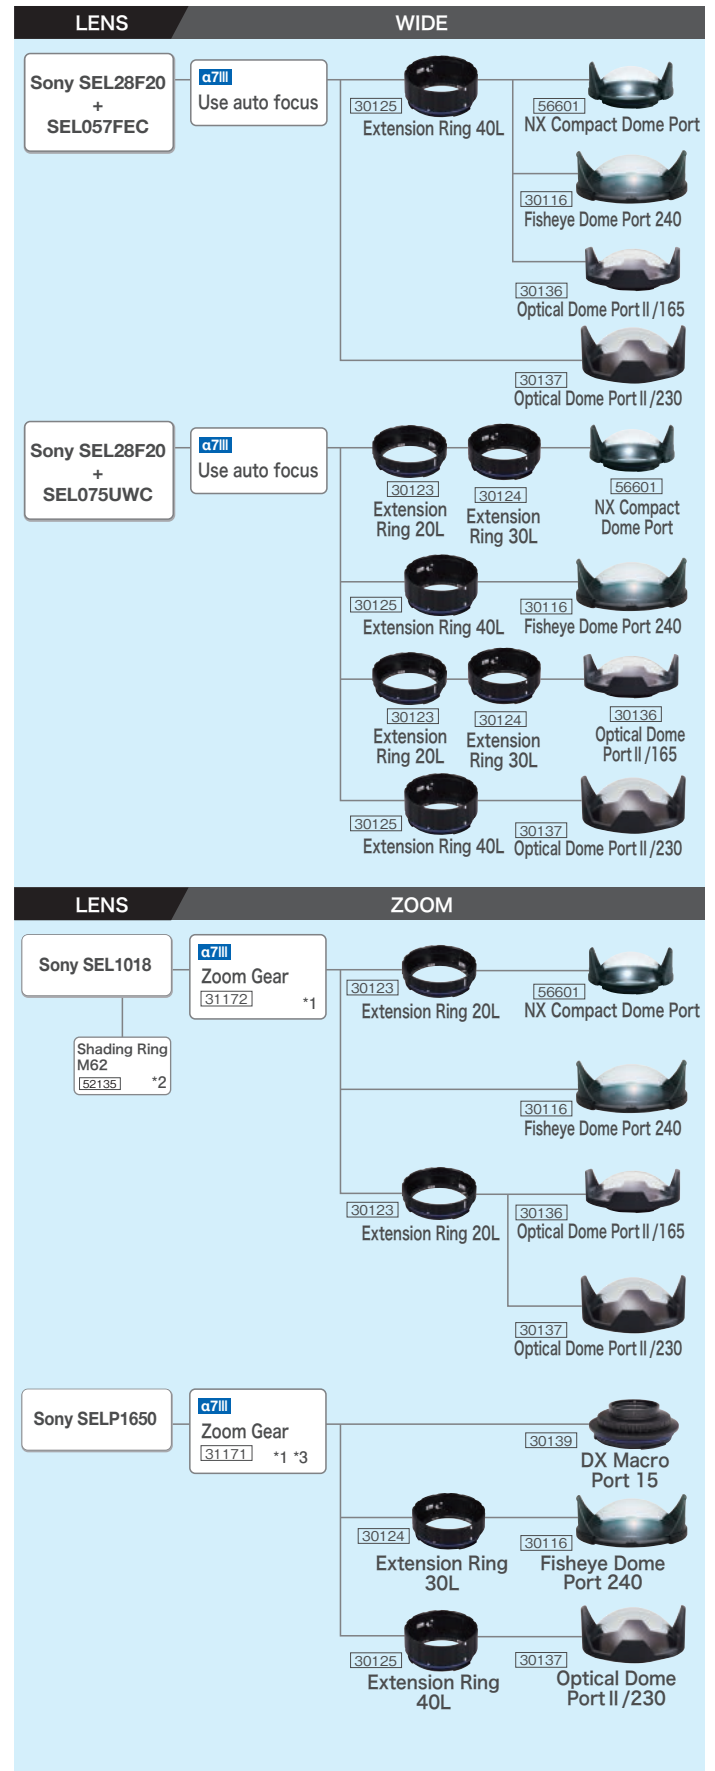 LENS WIDE
Sony SEL28F20
+
SEL057FEC
α7III
Use auto focus
30125
Extension Ring 40L
56601
NX Compact Dome Port
30116
Fisheye Dome Port 240
30136
Optical Dome Port II /165
30137
Optical Dome Port II /230
Sony SEL28F20
+
SEL075UWC
α7III
Use auto focus
30123
Extension
Ring 20L
30124
Extension
Ring 30L
56601
NX Compact
Dome Port
30125
Extension Ring 40L
30116
Fisheye Dome Port 240
30123
Extension
Ring 20L
30124
Extension
Ring 30L
30136
Optical Dome
Port II /165
30125
Extension Ring 40L
30137
Optical Dome Port II /230
LENS ZOOM
Sony SEL1018
α7III
Zoom Gear
31172 *1
Shading Ring
M62
52135 *2
30123
Extension Ring 20L
56601
NX Compact Dome Port
30116
Fisheye Dome Port 240
30123
Extension Ring 20L
30136
Optical Dome Port II /165
30137
Optical Dome Port II /230
Sony SELP1650
α7III
Zoom Gear
31171 *1 *3
30139
DX Macro
Port 15
30124
Extension Ring
30L
30116
Fisheye Dome
Port 240
30125
Extension Ring
40L
30137
Optical Dome
Port II /230